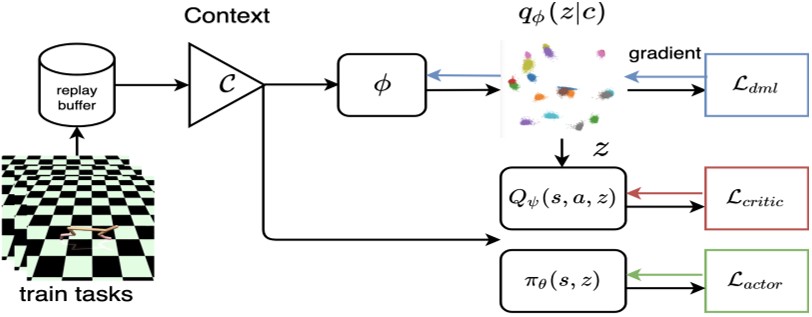 Context
q_ϕ(z|c)
replay
buffer
𝒞
ϕ
gradient
ℒ_dml
z
Q_ψ(s, a, z)
ℒ_critic
train tasks
π_θ(s, z)
ℒ_actor